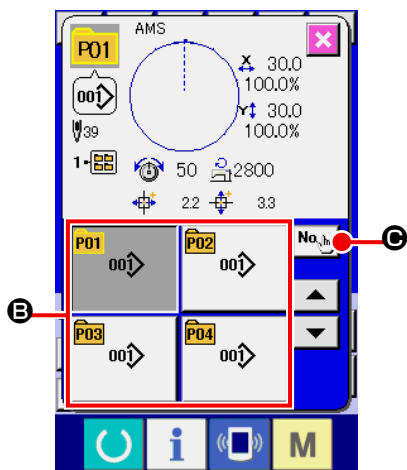 AMS
P01
X 30.0
100.0%
001
Y 30.0
39
100.0%
1
50 2800
2.2 3.3
P01 P02 No.
001 001
C
B
P03 P04
001 001
i M